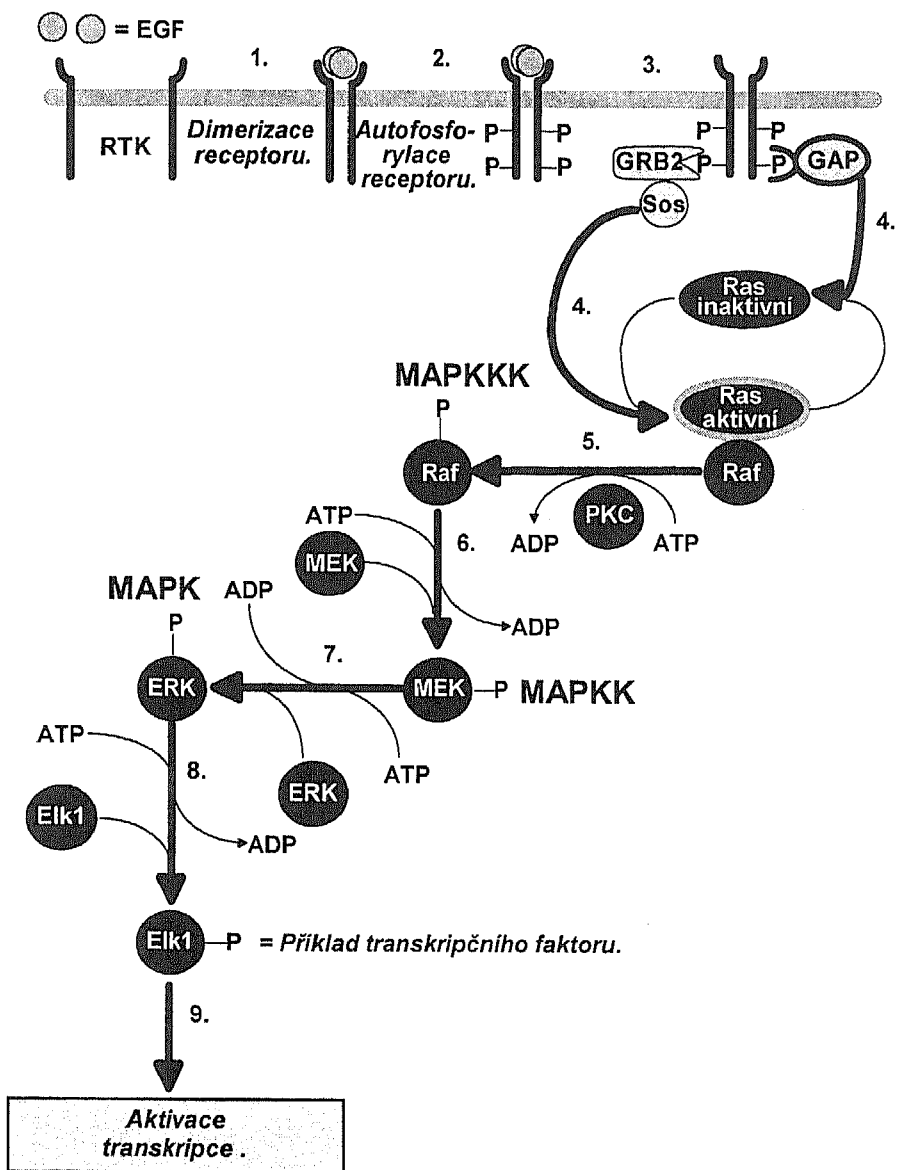 = EGF
1.
2.
3.
RTK
Dimerizace
receptoru.
Autofosfo-
rylace
receptoru.
P
P
P
P
P
P
P
P
GRB2
GAP
Sos
4.
4.
Ras
inaktivní
Ras
aktivní
MAPKKK
P
Raf
5.
Raf
PKC
ADP
ATP
ATP
6.
MEK
ADP
MAPK
P
ADP
7.
ERK
MEK
P
MAPKK
ATP
ERK
ATP
8.
Elk1
ADP
Elk1
P = Příklad transkripčního faktoru.
9.
Aktivace
transkripce .